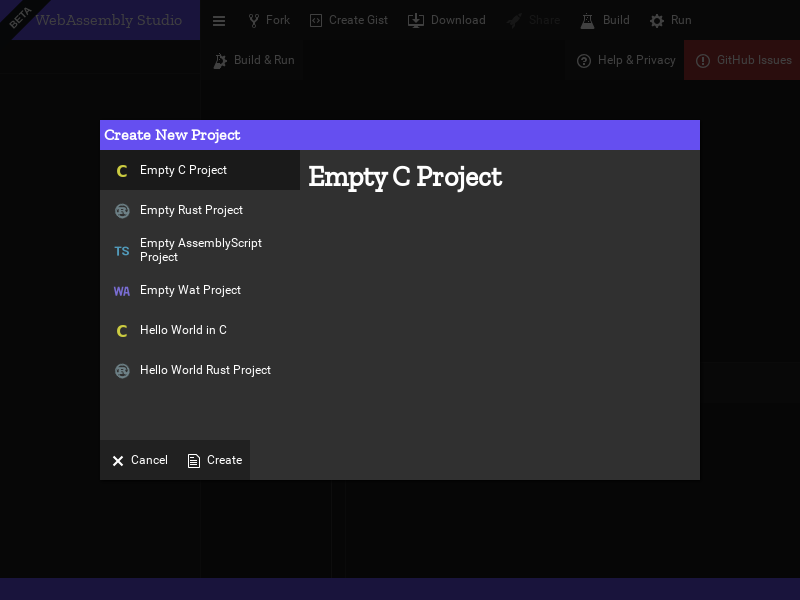 BETA
WebAssembly Studio
Fork
Create Gist
Download
Share
Build
Run
Build & Run
Help & Privacy
GitHub Issues
Create New Project
C Empty C Project
Empty Rust Project
TS Empty AssemblyScript
Project
WA Empty Wat Project
C Hello World in C
Hello World Rust Project
Empty C Project
Cancel
Create